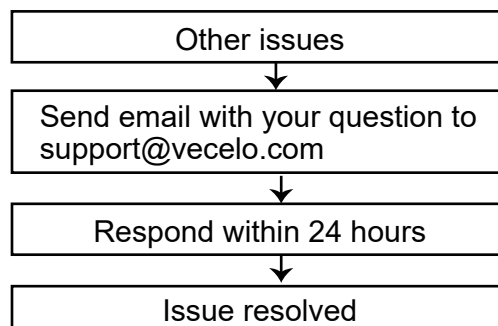 Other issues
Send email with your question to
support@vecelo.com
Respond within 24 hours
Issue resolved